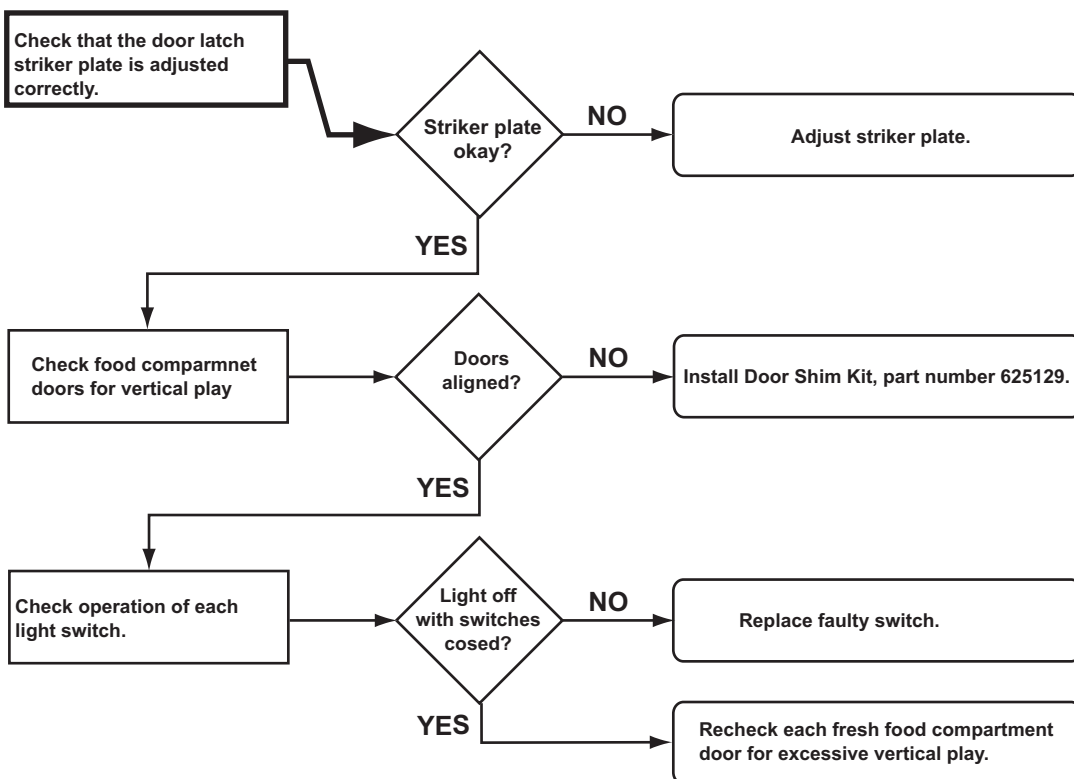 Check that the door latch
striker plate is adjusted
correctly.
Striker plate
okay?
NO
Adjust striker plate.
YES
Check food comparmnet
doors for vertical play
Doors
aligned?
NO
Install Door Shim Kit, part number 625129.
YES
Check operation of each
light switch.
Light off
with switches
cosed?
NO
Replace faulty switch.
YES
Recheck each fresh food compartment
door for excessive vertical play.